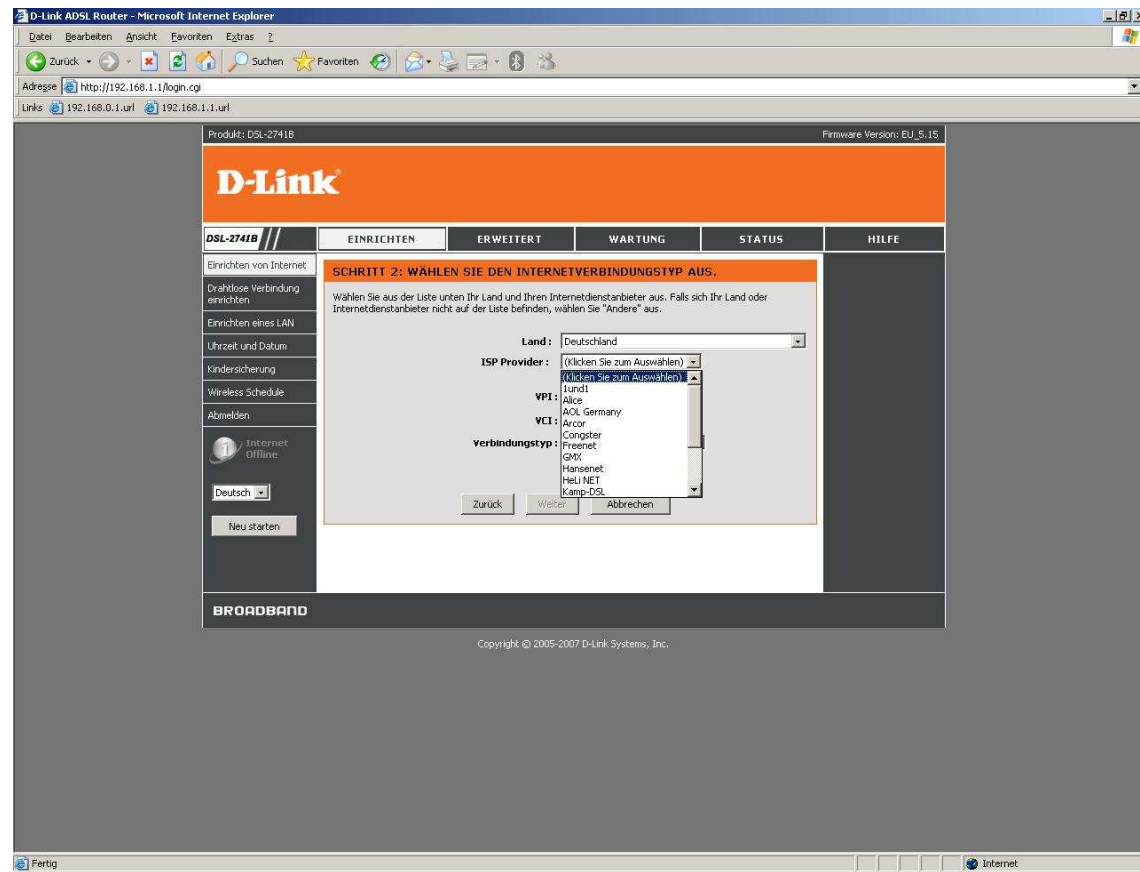 D-Link ADSL Router - Microsoft Internet Explorer
Datei Bearbeiten Ansicht Favoriten Extras ?
Zurück Suchen Favoriten
Adresse http://192.168.1.1/login.cgi
Links 192.168.0.1.url 192.168.1.1.url
Produkt: DSL-2741B Firmware Version: EU_5.15
D-Link
DSL-2741B EINRICHTEN ERWEITERT WARTUNG STATUS HILFE
Einrichten von Internet
Drahtlose Verbindung
einrichten
Einrichten eines LAN
Uhrzeit und Datum
Kindersicherung
Wireless Schedule
Abmelden
Internet
Offline
Deutsch
Neu starten
SCHRITT 2: WÄHLEN SIE DEN INTERNETVERBINDUNGSTYP AUS.
Wählen Sie aus der Liste unten Ihr Land und Ihren Internetdienstanbieter aus. Falls sich Ihr Land oder
Internetdienstanbieter nicht auf der Liste befinden, wählen Sie "Andere" aus.
Land : Deutschland
ISP Provider : (Klicken Sie zum Auswählen)
(Klicken Sie zum Auswählen)
1und1
VPI :
Alice
AOL Germany
VCI :
Arcor
Congster
Verbindungstyp :
Freenet
GMX
Hansenet
HeLi NET
Kamp-DSL
Zurück Weiter Abbrechen
BROADBAND
Copyright © 2005-2007 D-Link Systems, Inc.
Fertig Internet